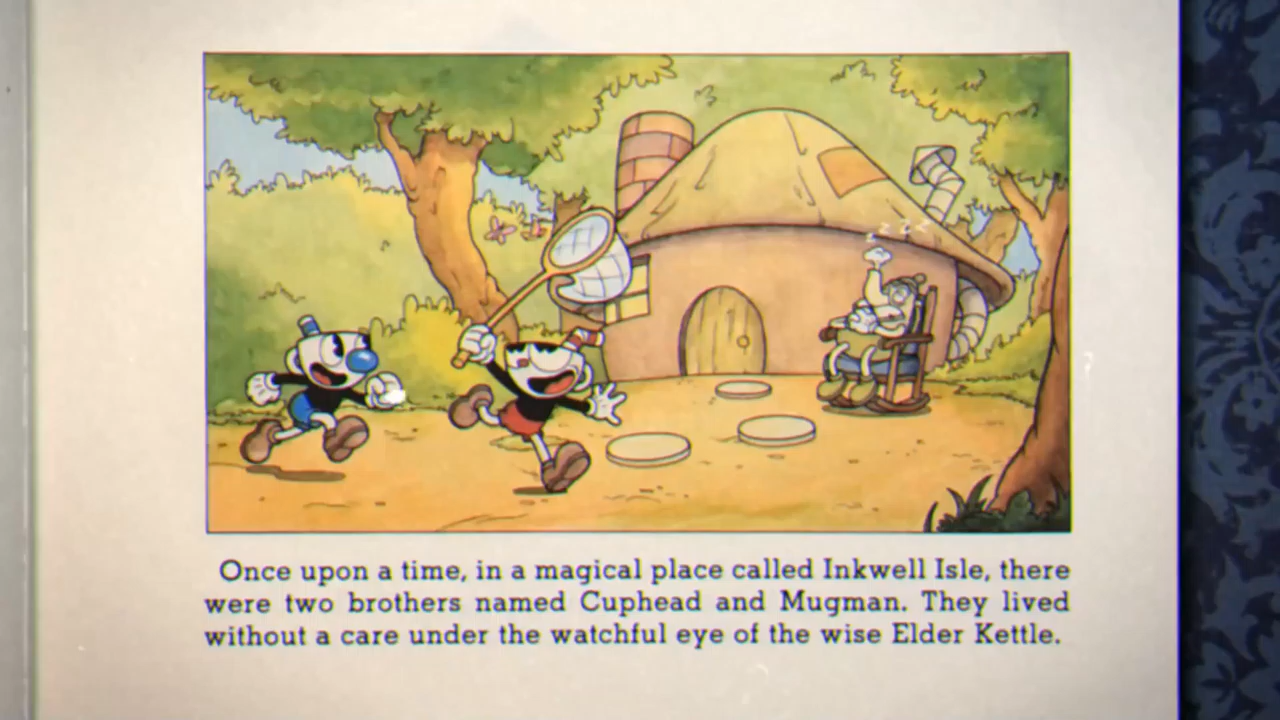 z z z z
Once upon a time, in a magical place called Inkwell Isle, there
were two brothers named Cuphead and Mugman. They lived
without a care under the watchful eye of the wise Elder Kettle.